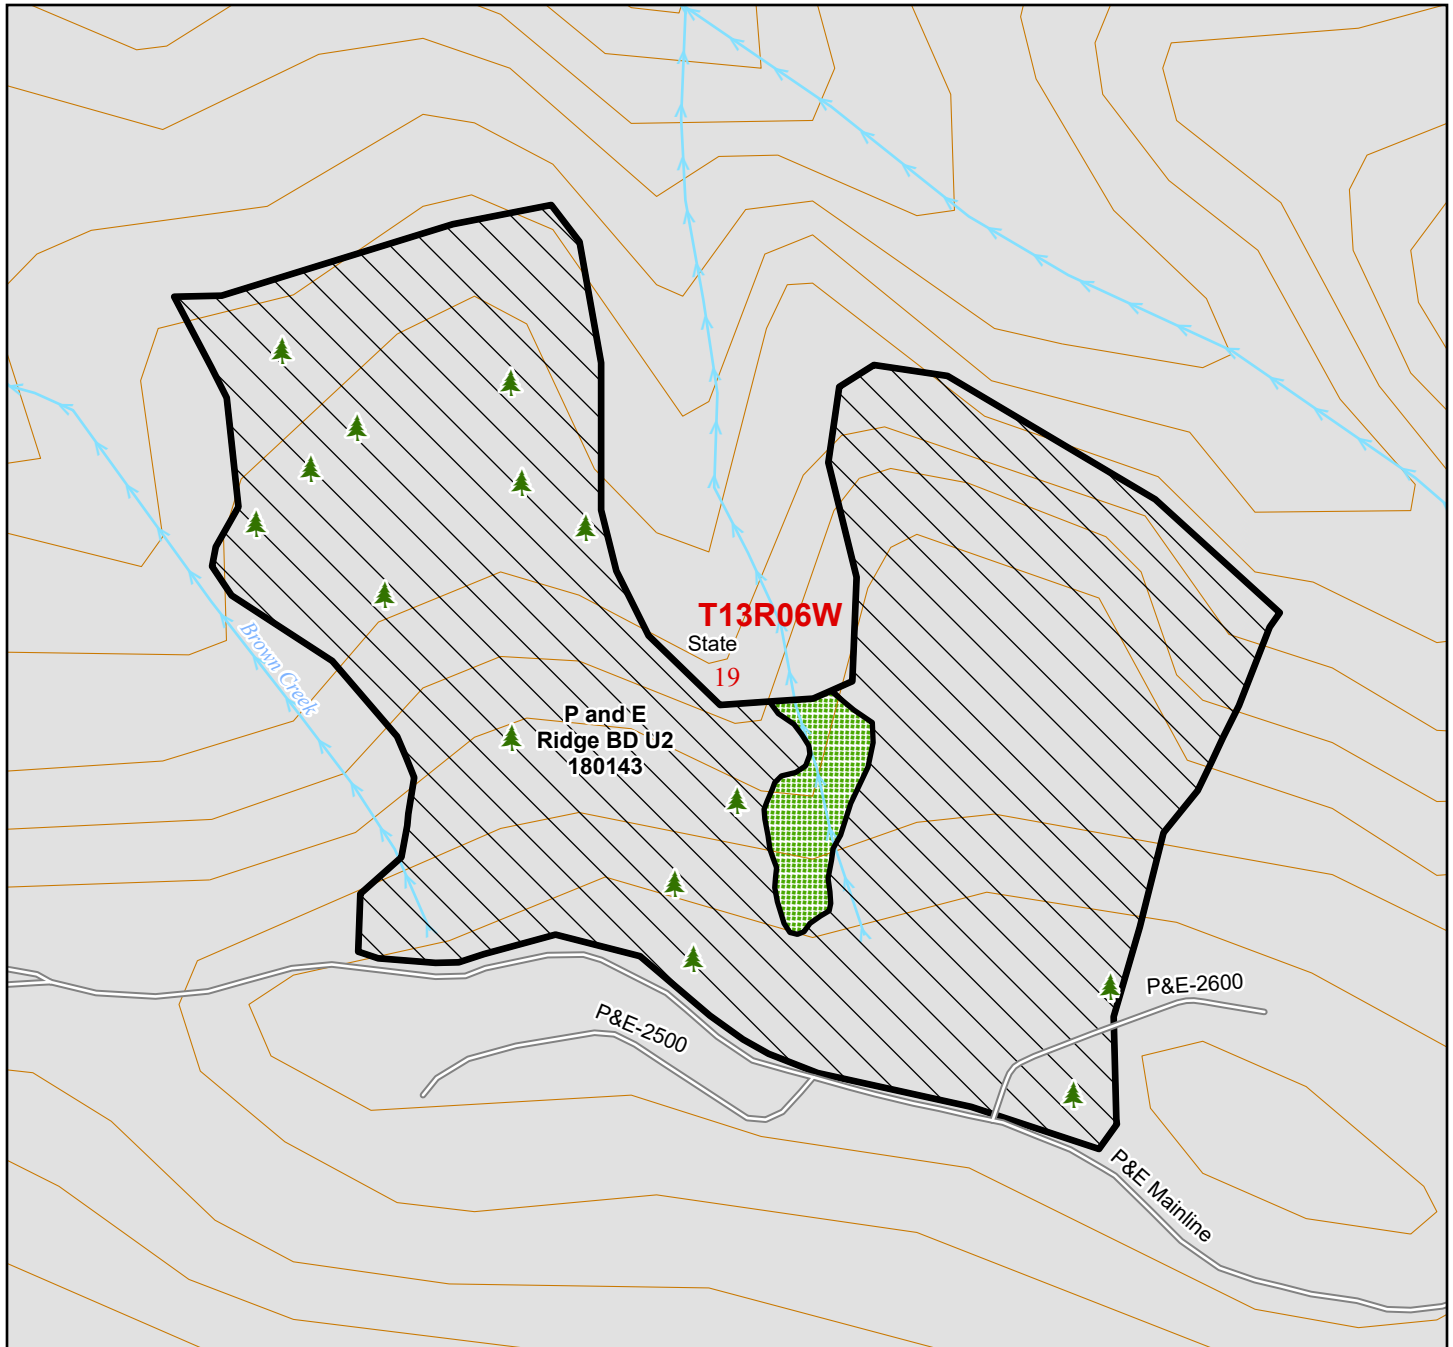 T13R06W
State
19
Brown Creek
P and E
Ridge BD U2
180143
P&E-2600
P&E-2500
P&E Mainline